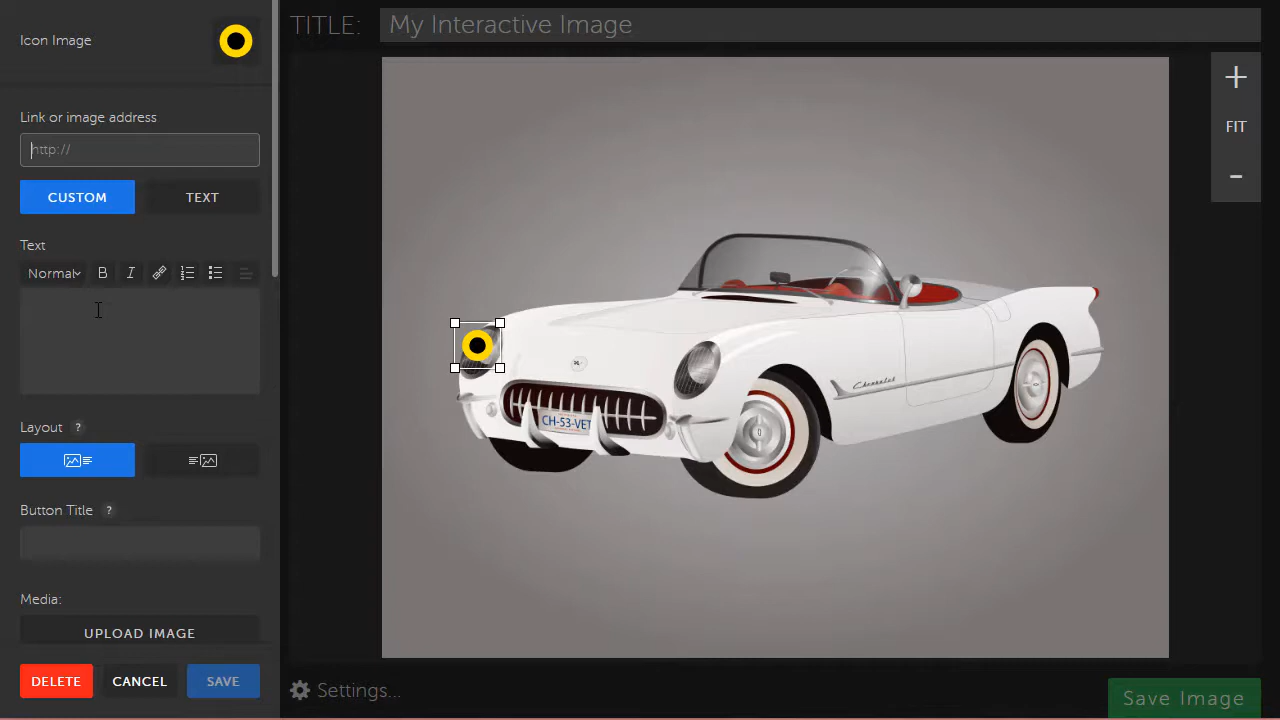 Icon Image
Link or image address
http://
CUSTOM
TEXT
Text
Normal
B
I
Layout ?
Button Title ?
Media:
UPLOAD IMAGE
DELETE
CANCEL
SAVE
TITLE:
My Interactive Image
+
FIT
-
Chevrolet
CH-53-VET
Settings...
Save Image